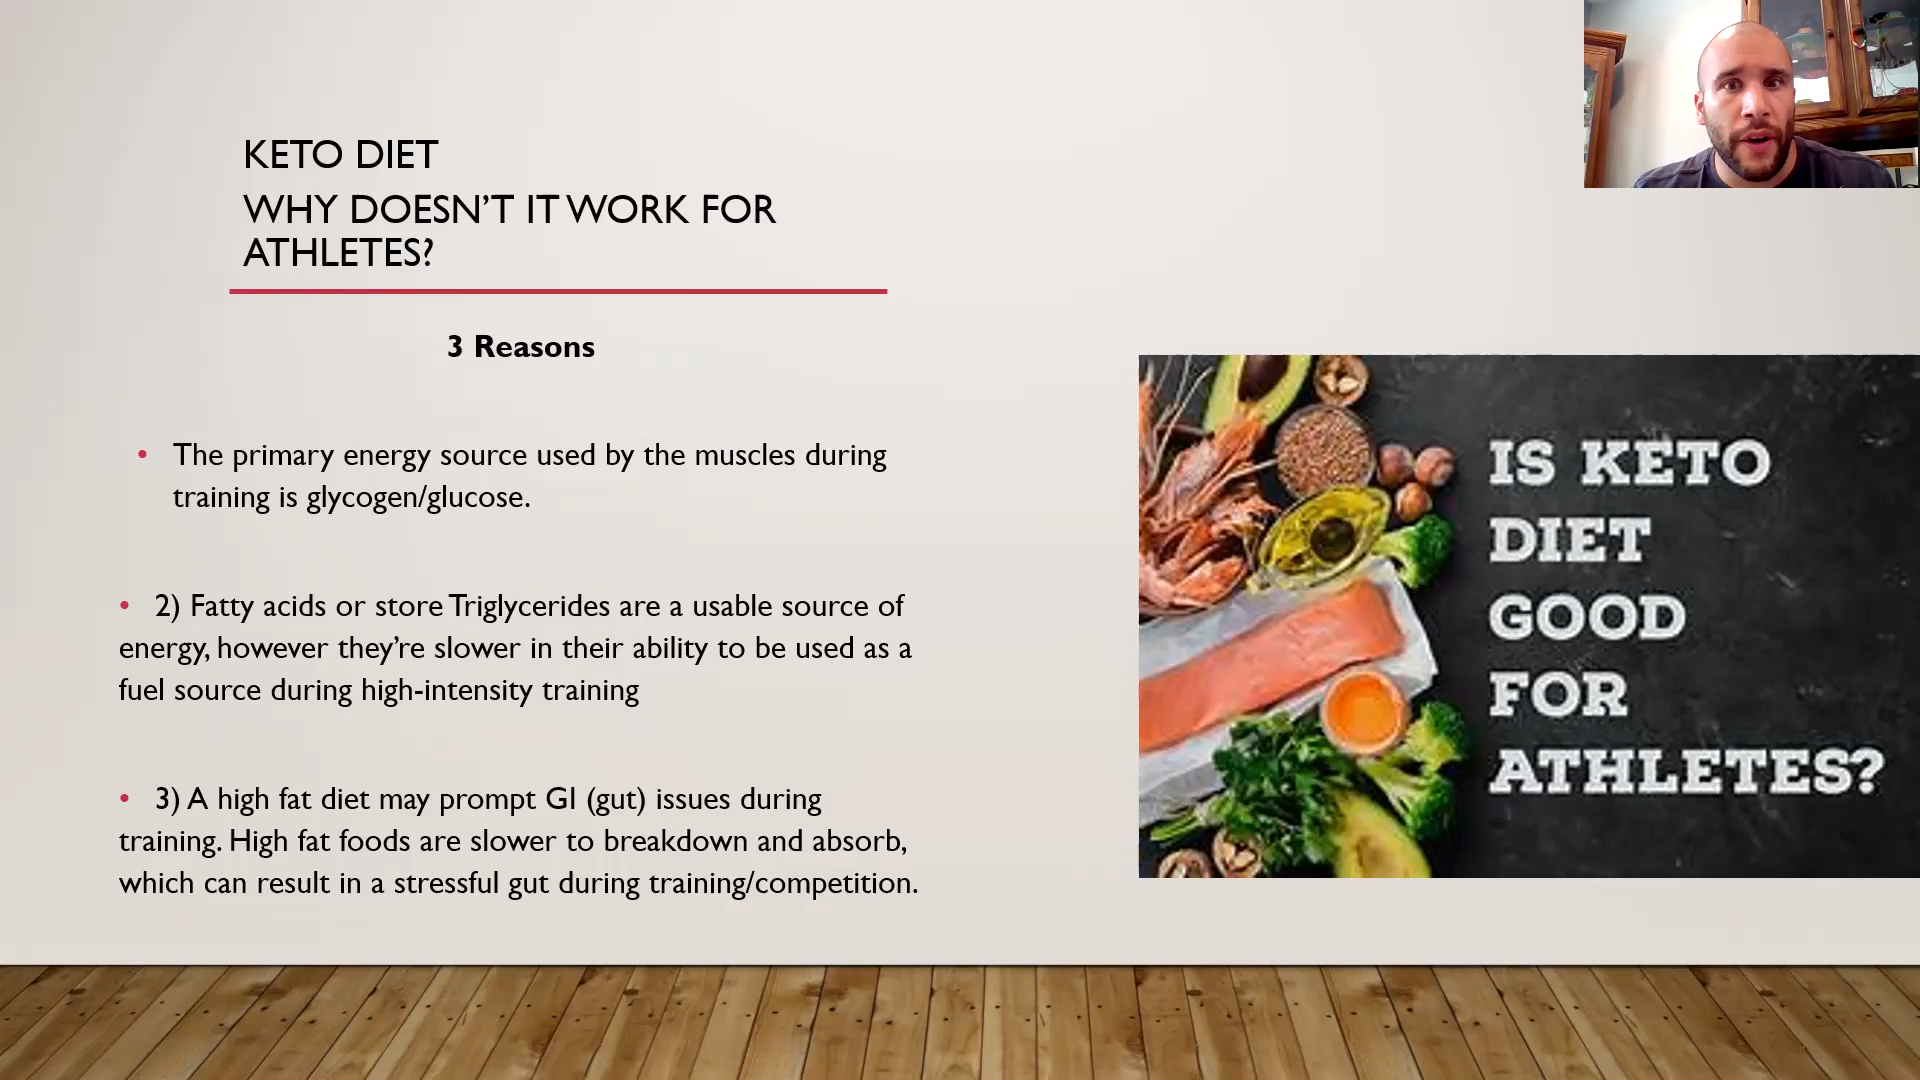 KETO DIET
WHY DOESN’T IT WORK FOR
ATHLETES?
3 Reasons
• The primary energy source used by the muscles during
training is glycogen/glucose.
• 2) Fatty acids or store Triglycerides are a usable source of
energy, however they’re slower in their ability to be used as a
fuel source during high-intensity training
• 3) A high fat diet may prompt GI (gut) issues during
training. High fat foods are slower to breakdown and absorb,
which can result in a stressful gut during training/competition.
IS KETO
DIET
GOOD
FOR
ATHLETES?